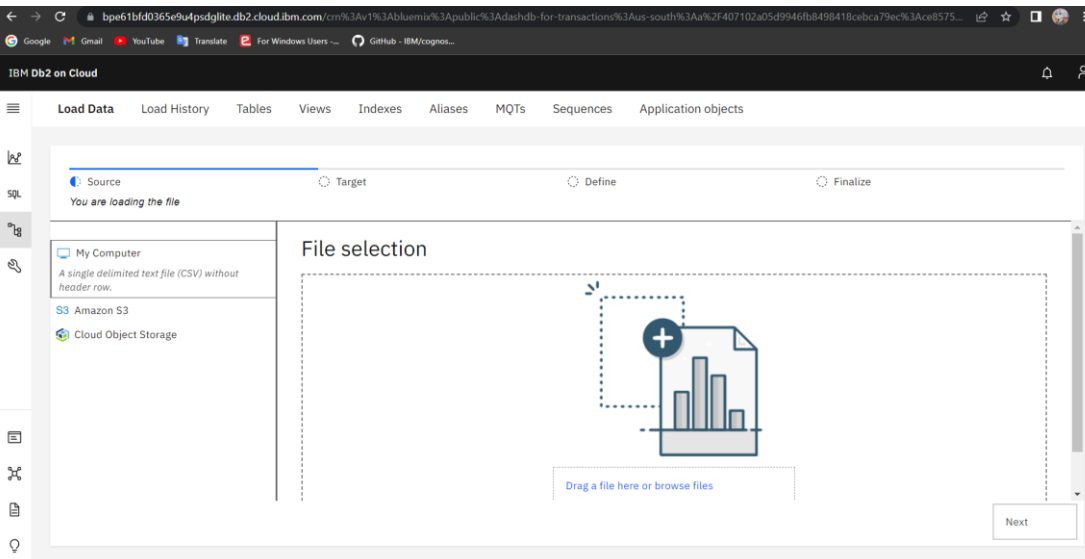 bpe61bfd0365e9u4psdglite.db2.cloud.ibm.com/crn%3Av1%3Abluemix%3Apublic%3Adashdb-for-transactions%3Aus-south%3Aa%2F407102a05d9946fb8498418cebca79ec%3Ace8575...
Google Gmail YouTube Translate For Windows Users -... GitHub - IBM/cognos...
IBM Db2 on Cloud
Load Data Load History Tables Views Indexes Aliases MQTs Sequences Application objects
SQL
Source Target Define Finalize
You are loading the file
My Computer
A single delimited text file (CSV) without
header row.
S3 Amazon S3
Cloud Object Storage
File selection
Drag a file here or browse files
Next